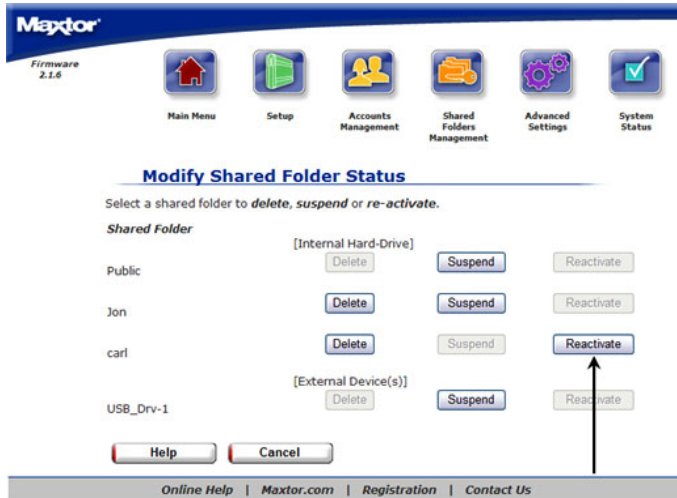 Maxtor
Firmware
2.1.6
Main Menu
Setup
Accounts
Management
Shared
Folders
Management
Advanced
Settings
System
Status
Modify Shared Folder Status
Select a shared folder to delete, suspend or re-activate.
Shared Folder
[Internal Hard-Drive]
Public Delete Suspend Reactivate
Jon Delete Suspend Reactivate
carl Delete Suspend Reactivate
[External Device(s)]
USB_Drv-1 Delete Suspend Reactivate
Help Cancel
Online Help | Maxtor.com | Registration | Contact Us